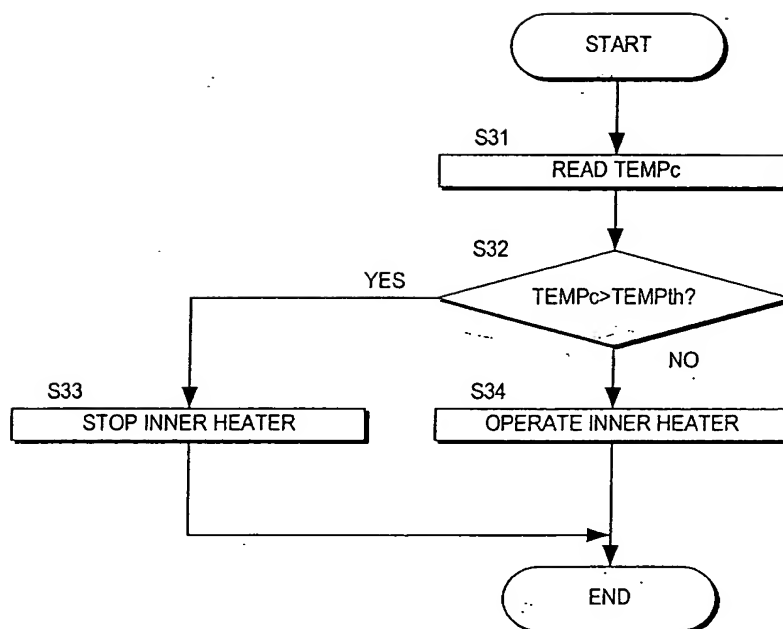 START
S31
READ TEMPc
S32
YES
TEMPc>TEMPth?
NO
S33
STOP INNER HEATER
S34
OPERATE INNER HEATER
END